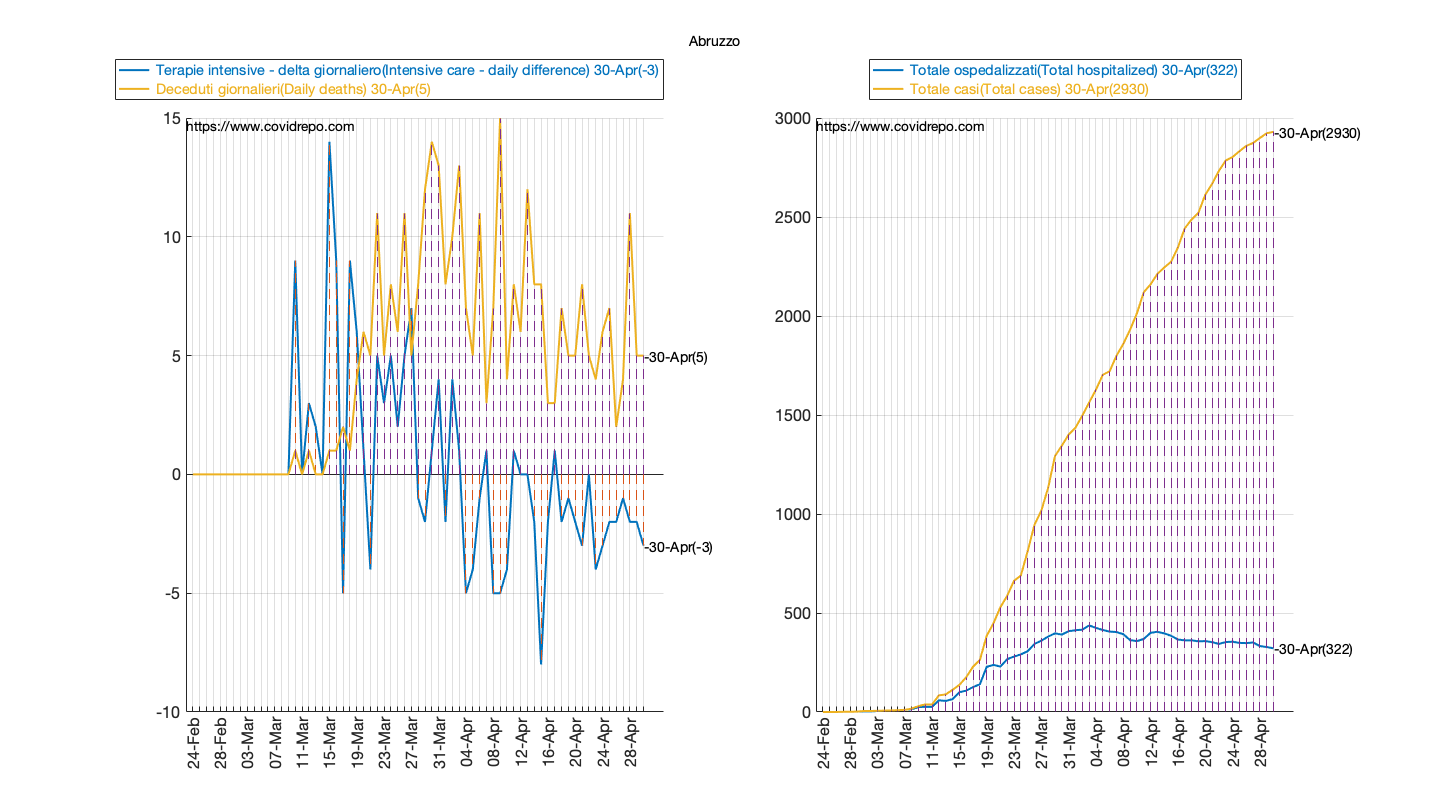 Abruzzo
Terapie intensive - delta giornaliero(Intensive care - daily difference) 30-Apr(-3)
Deceduti giornalieri(Daily deaths) 30-Apr(5)
https://www.covidrepo.com
15
10
5
0
-5
-10
-30-Apr(5)
-30-Apr(-3)
24-Feb
28-Feb
03-Mar
07-Mar
11-Mar
15-Mar
19-Mar
23-Mar
27-Mar
31-Mar
04-Apr
08-Apr
12-Apr
16-Apr
20-Apr
24-Apr
28-Apr
Totale ospedalizzati(Total hospitalized) 30-Apr(322)
Totale casi(Total cases) 30-Apr(2930)
https://www.covidrepo.com
3000
2500
2000
1500
1000
500
0
-30-Apr(2930)
-30-Apr(322)
24-Feb
28-Feb
03-Mar
07-Mar
11-Mar
15-Mar
19-Mar
23-Mar
27-Mar
31-Mar
04-Apr
08-Apr
12-Apr
16-Apr
20-Apr
24-Apr
28-Apr